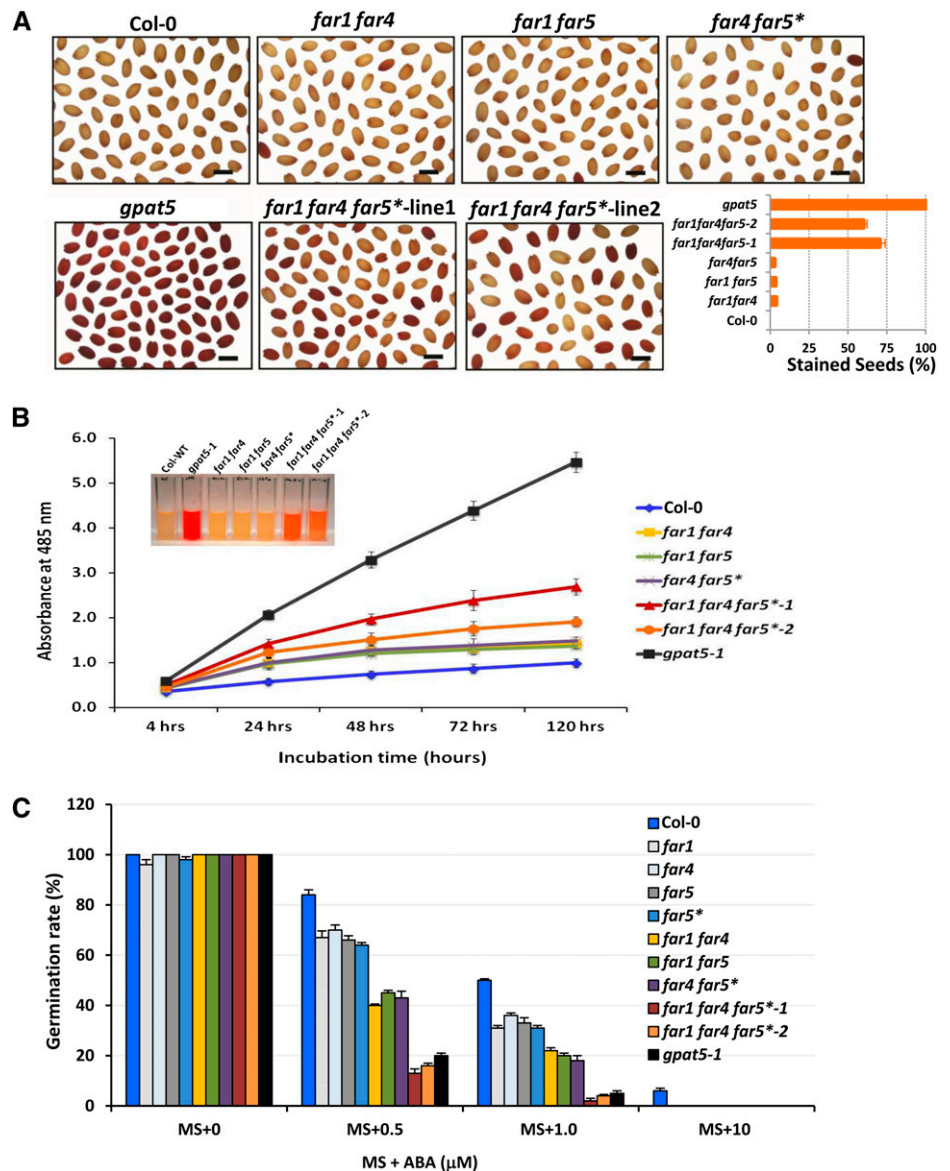 A
Col-0
far1 far4
far1 far5
far4 far5*
gpat5
far1 far4 far5*-line1
far1 far4 far5*-line2
gpat5
far1far4far5-2
far1far4far5-1
far4far5
far1 far5
far1far4
Col-0
0 25 50 75 100
Stained Seeds (%)
B
Col-WT
gpat5-1
far1 far4
far1 far5
far4 far5*
far1 far4 far5*-1
far1 far4 far5*-2
6.0
5.0
4.0
3.0
2.0
1.0
0.0
Absorbance at 485 nm
4 hrs 24 hrs 48 hrs 72 hrs 120 hrs
Incubation time (hours)
Col-0
far1 far4
far1 far5
far4 far5*
far1 far4 far5*-1
far1 far4 far5*-2
gpat5-1
C
120
100
80
60
40
20
0
Germination rate (%)
MS+0 MS+0.5 MS+1.0 MS+10
MS + ABA (μM)
Col-0
far1
far4
far5
far5*
far1 far4
far1 far5
far4 far5*
far1 far4 far5*-1
far1 far4 far5*-2
gpat5-1